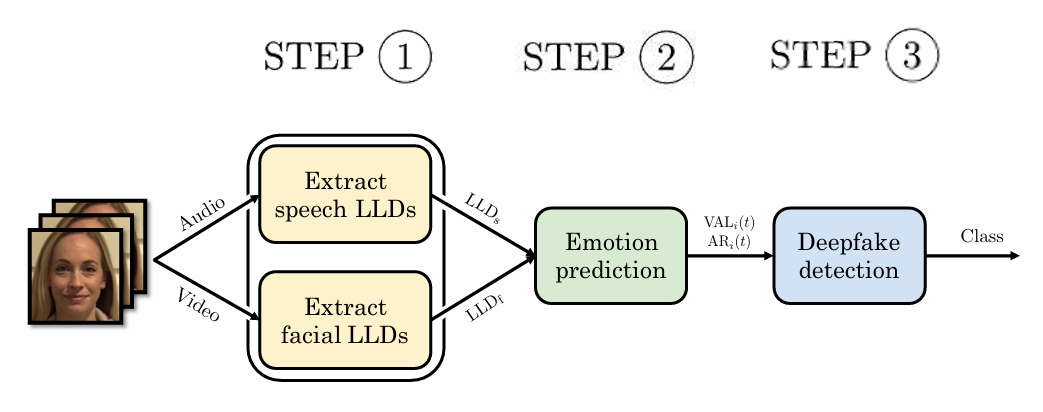 STEP 1
STEP 2
STEP 3
Audio
Video
Extract
speech LLDs
Extract
facial LLDs
LLDₛ
LLD_f
Emotion
prediction
VALᵢ(t)
ARᵢ(t)
Deepfake
detection
Class